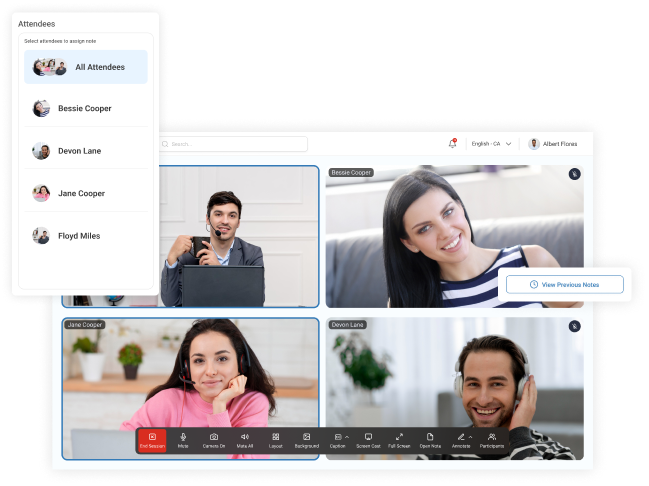 Attendees
Select attendees to assign note
All Attendees
Bessie Cooper
Devon Lane
Jane Cooper
Floyd Miles
Search...
English - CA
Albert Flores
Bessie Cooper
View Previous Notes
Jane Cooper
Devon Lane
End Session
Mute
Camera On
Mute All
Layout
Background
Caption
Screen Cast
Full Screen
Open Note
Annotate
Participants